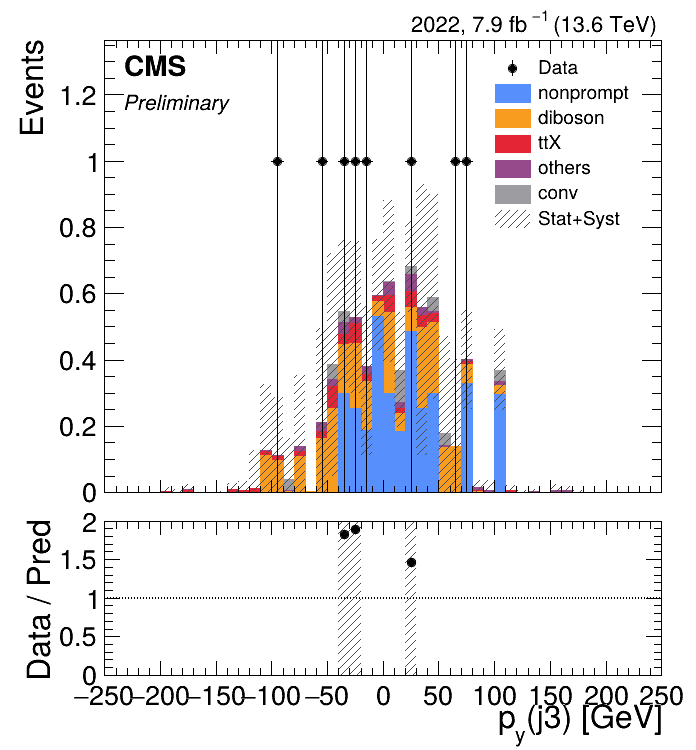 2022, 7.9 fb⁻¹ (13.6 TeV)
CMS
Preliminary
Events
Data
nonprompt
diboson
ttX
others
conv
Stat+Syst
1.2
1
0.8
0.6
0.4
0.2
0
Data / Pred
2
1.5
1
0.5
0
−250 −200 −150 −100 −50 0 50 100 150 200 250
p_y(j3) [GeV]